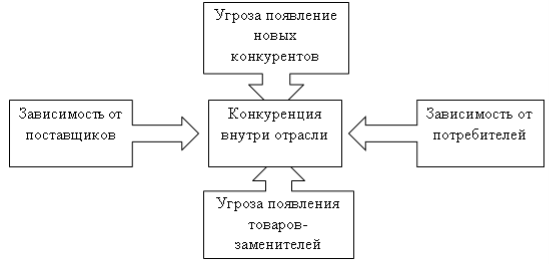 Угроза появление
новых
конкурентов
Зависимость от
поставщиков
Конкуренция
внутри отрасли
Зависимость от
потребителей
Угроза появления
товаров-
заменителей